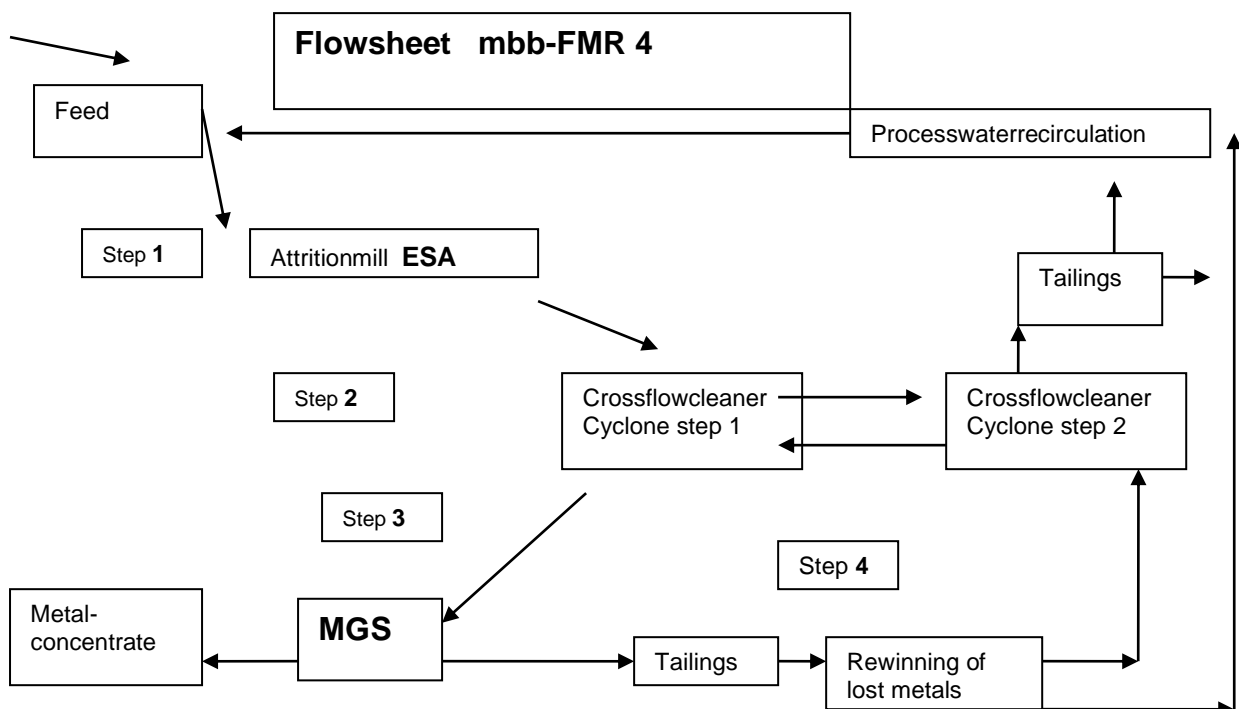 Flowsheet mbb-FMR 4
Feed
Processwaterrecirculation
Step 1
Attritionmill ESA
Tailings
Step 2
Crossflowcleaner
Cyclone step 1
Crossflowcleaner
Cyclone step 2
Step 3
Step 4
Metal-
concentrate
MGS
Tailings
Rewinning of
lost metals